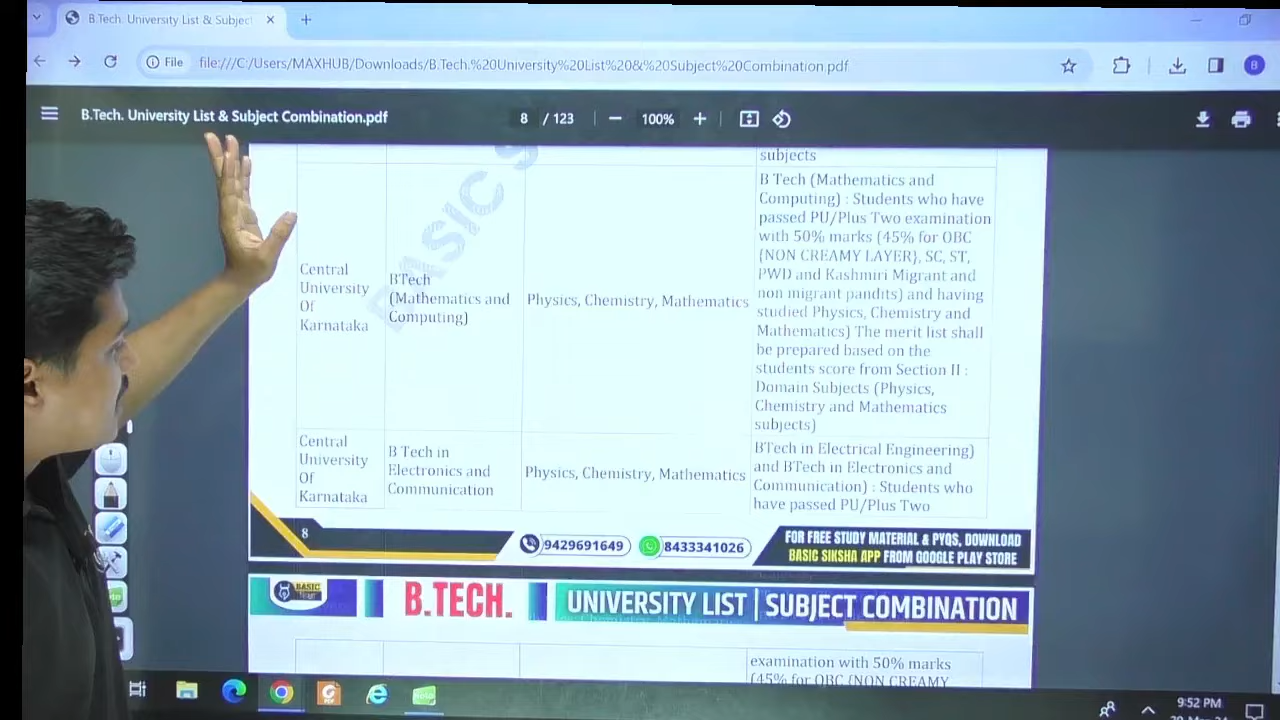 B.Tech. University List & Subject
File
file:///C:/Users/MAXHUB/Downloads/B.Tech.%20University%20List%20&%20Subject%20Combination.pdf
B
B.Tech. University List & Subject Combination.pdf
8 / 123
100%
BASIC S
subjects
Central
University
Of
Karnataka
BTech
(Mathematics and
Computing)
Physics, Chemistry, Mathematics
B Tech (Mathematics and
Computing) : Students who have
passed PU/Plus Two examination
with 50% marks (45% for OBC
{NON CREAMY LAYER}, SC, ST,
PWD and Kashmiri Migrant and
non migrant pandits) and having
studied Physics, Chemistry and
Mathematics) The merit list shall
be prepared based on the
students score from Section II :
Domain Subjects (Physics,
Chemistry and Mathematics
subjects)
Central
University
Of
Karnataka
B Tech in
Electronics and
Communication
Physics, Chemistry, Mathematics
BTech in Electrical Engineering)
and BTech in Electronics and
Communication) : Students who
have passed PU/Plus Two
8
9429691649
8433341026
FOR FREE STUDY MATERIAL & PYQS, DOWNLOAD
BASIC SIKSHA APP FROM GOOGLE PLAY STORE
BASIC
B.TECH.
UNIVERSITY LIST | SUBJECT COMBINATION
examination with 50% marks
(45% for OBC {NON CREAMY
9:52 PM